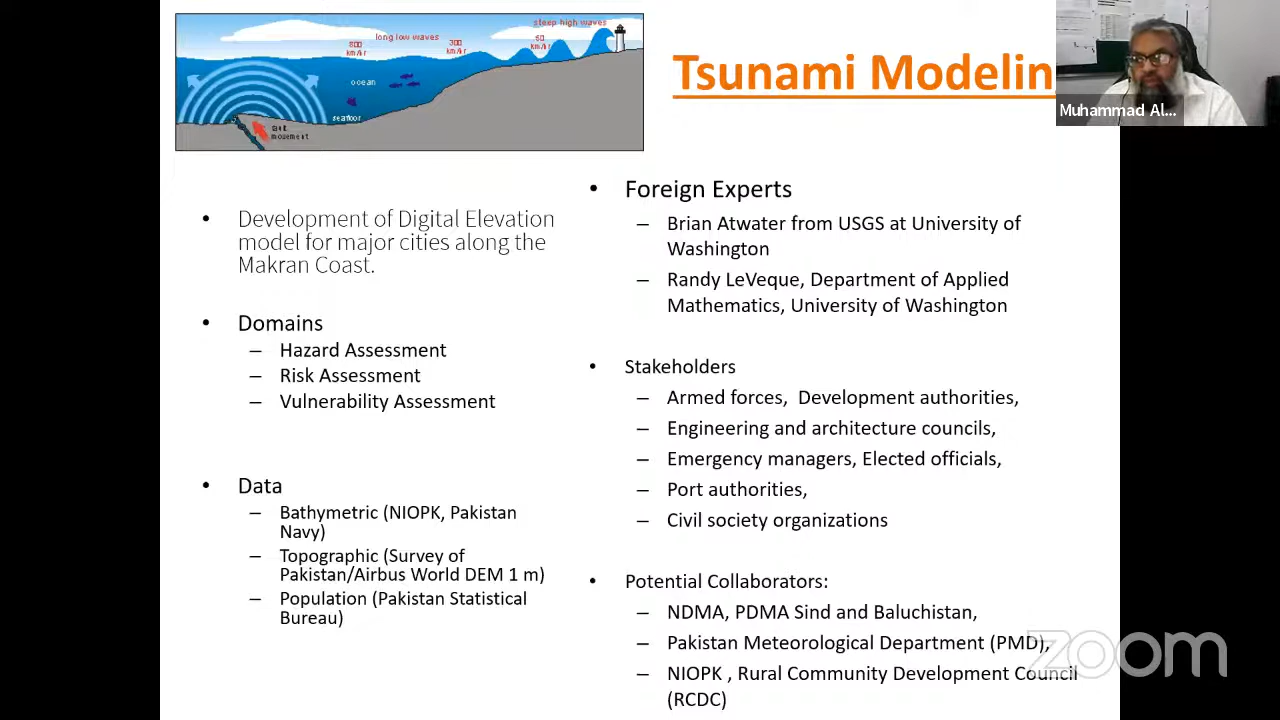 steep high waves
long low waves
800
km/hr
300
km/hr
50
km/hr
ocean
seafloor
movement
Tsunami Modelin
Muhammad Al...
• Development of Digital Elevation
model for major cities along the
Makran Coast.
• Domains
– Hazard Assessment
– Risk Assessment
– Vulnerability Assessment
• Data
– Bathymetric (NIOPK, Pakistan
Navy)
– Topographic (Survey of
Pakistan/Airbus World DEM 1 m)
– Population (Pakistan Statistical
Bureau)
• Foreign Experts
– Brian Atwater from USGS at University of
Washington
– Randy LeVeque, Department of Applied
Mathematics, University of Washington
• Stakeholders
– Armed forces, Development authorities,
– Engineering and architecture councils,
– Emergency managers, Elected officials,
– Port authorities,
– Civil society organizations
• Potential Collaborators:
– NDMA, PDMA Sind and Baluchistan,
– Pakistan Meteorological Department (PMD),
– NIOPK , Rural Community Development Council
(RCDC)
zoom